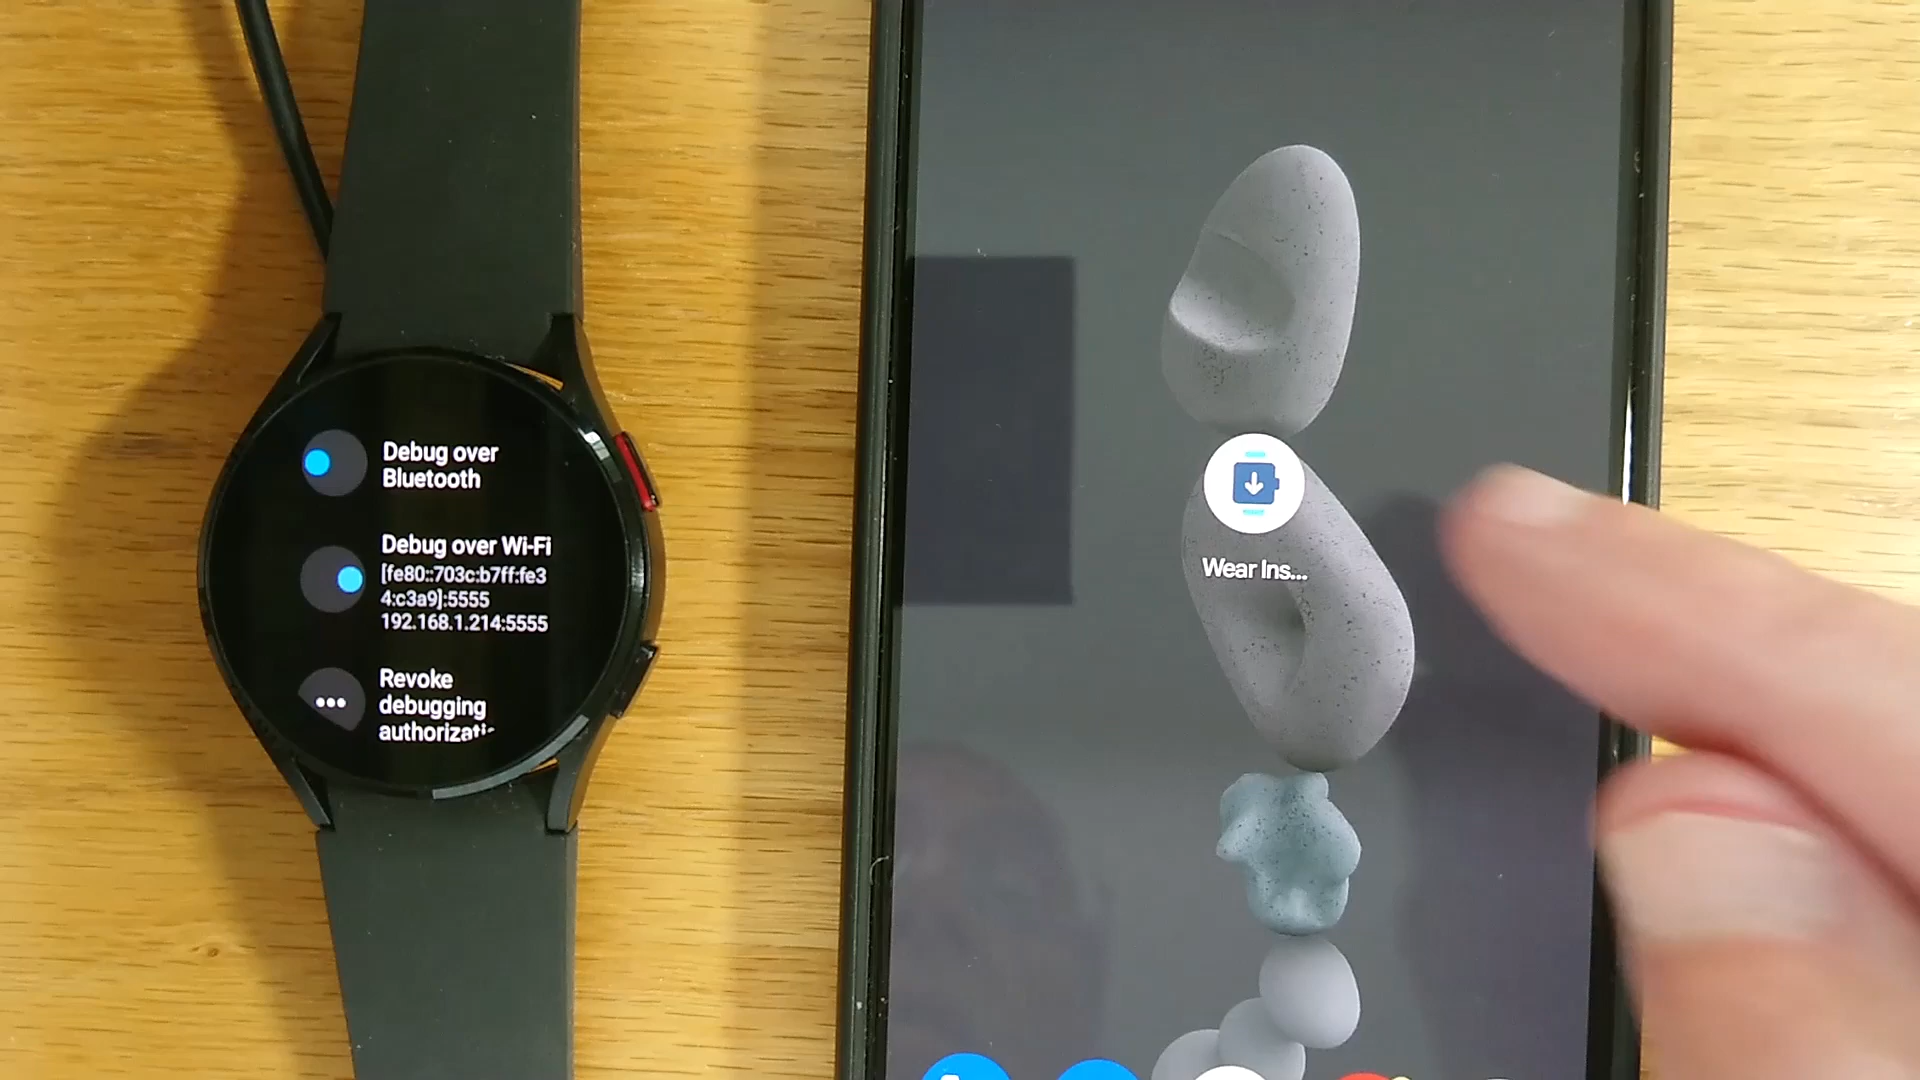 Debug over
Bluetooth
Debug over Wi-Fi
[fe80::703c:b7ff:fe3
4:c3a9]:5555
192.168.1.214:5555
Revoke
debugging
authorizati
Wear Ins...